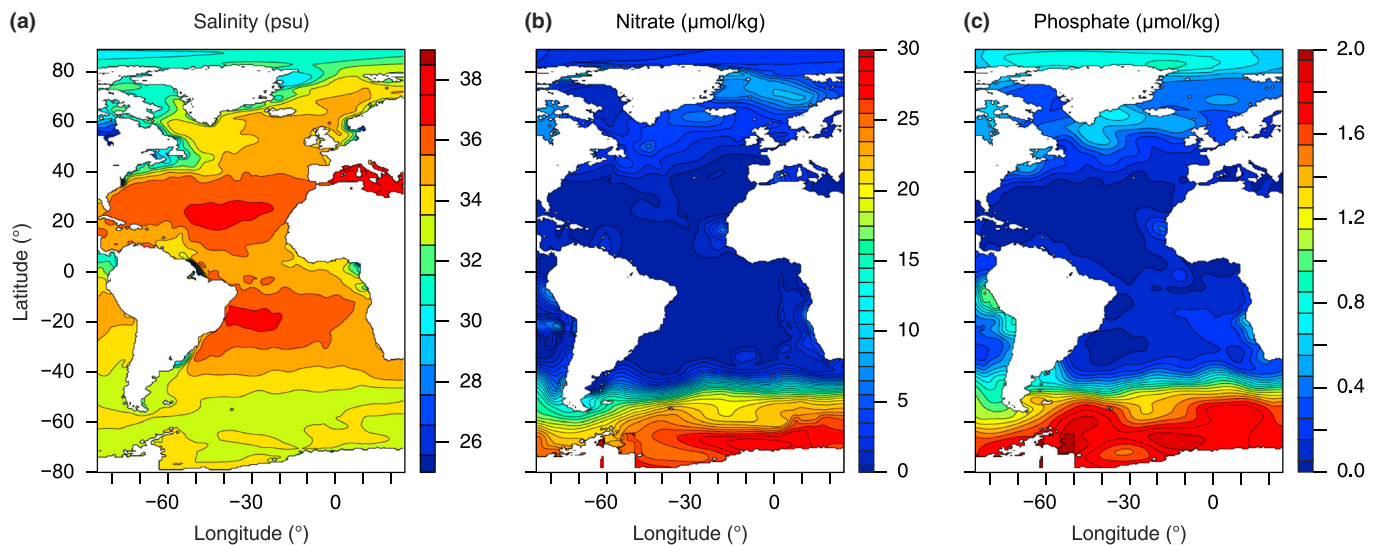 (a) Salinity (psu)
80
60
40
20
0
−20
−40
−60
−80
Latitude (°)
−60 −30 0
Longitude (°)
38
36
34
32
30
28
26
(b) Nitrate (μmol/kg)
−60 −30 0
Longitude (°)
30
25
20
15
10
5
0
(c) Phosphate (μmol/kg)
−60 −30 0
Longitude (°)
2.0
1.6
1.2
0.8
0.4
0.0